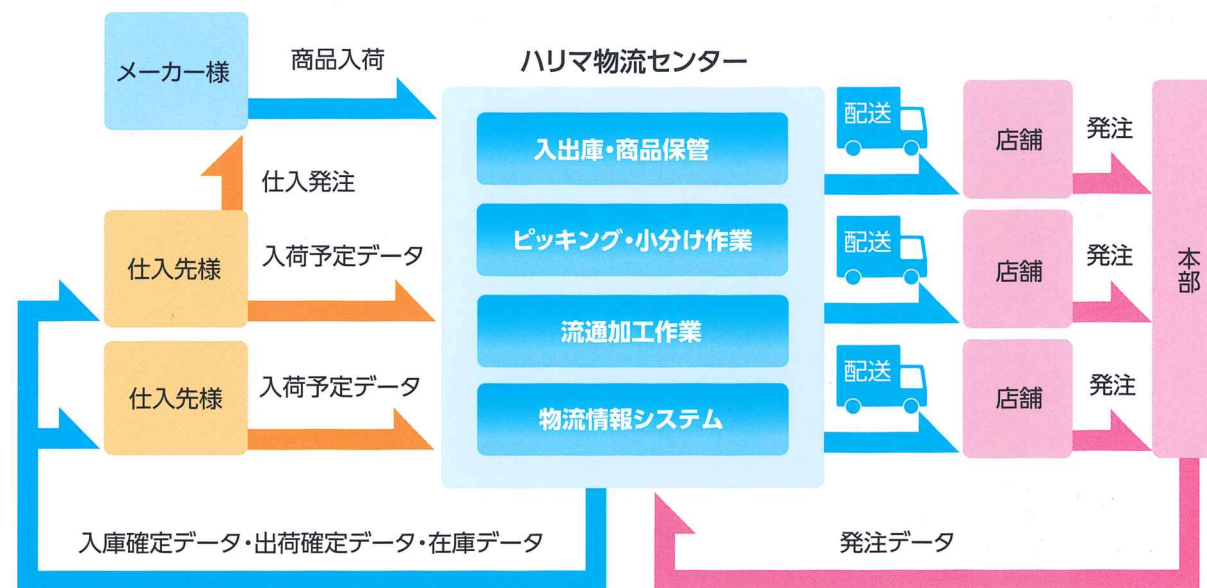 メーカー様
商品入荷
ハリマ物流センター
入出庫・商品保管
ピッキング・小分け作業
流通加工作業
物流情報システム
仕入発注
仕入先様
入荷予定データ
仕入先様
入荷予定データ
配送
店舗
発注
配送
店舗
発注
配送
店舗
発注
本部
入庫確定データ・出荷確定データ・在庫データ
発注データ